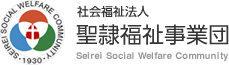 SEIREI SOCIAL WELFARE COMMUNITY
-1930-
社会福祉法人
聖隷福祉事業団
Seirei Social Welfare Community